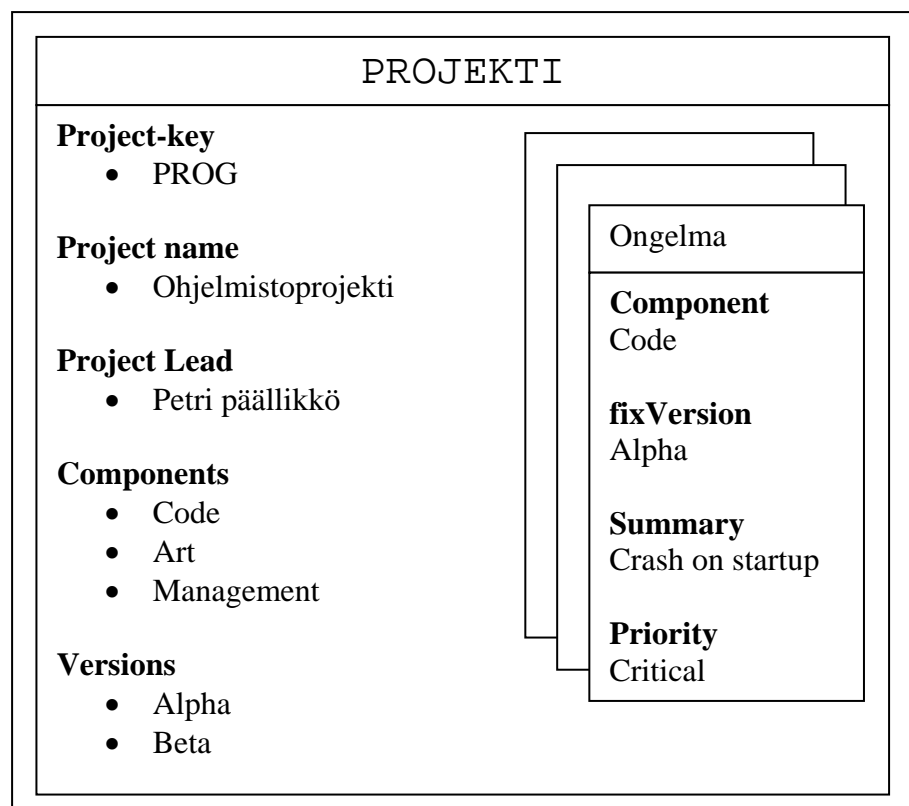 PROJEKTI
Project-key
• PROG
Project name
• Ohjelmistoprojekti
Project Lead
• Petri päällikkö
Components
• Code
• Art
• Management
Versions
• Alpha
• Beta
Ongelma
Component
Code
fixVersion
Alpha
Summary
Crash on startup
Priority
Critical